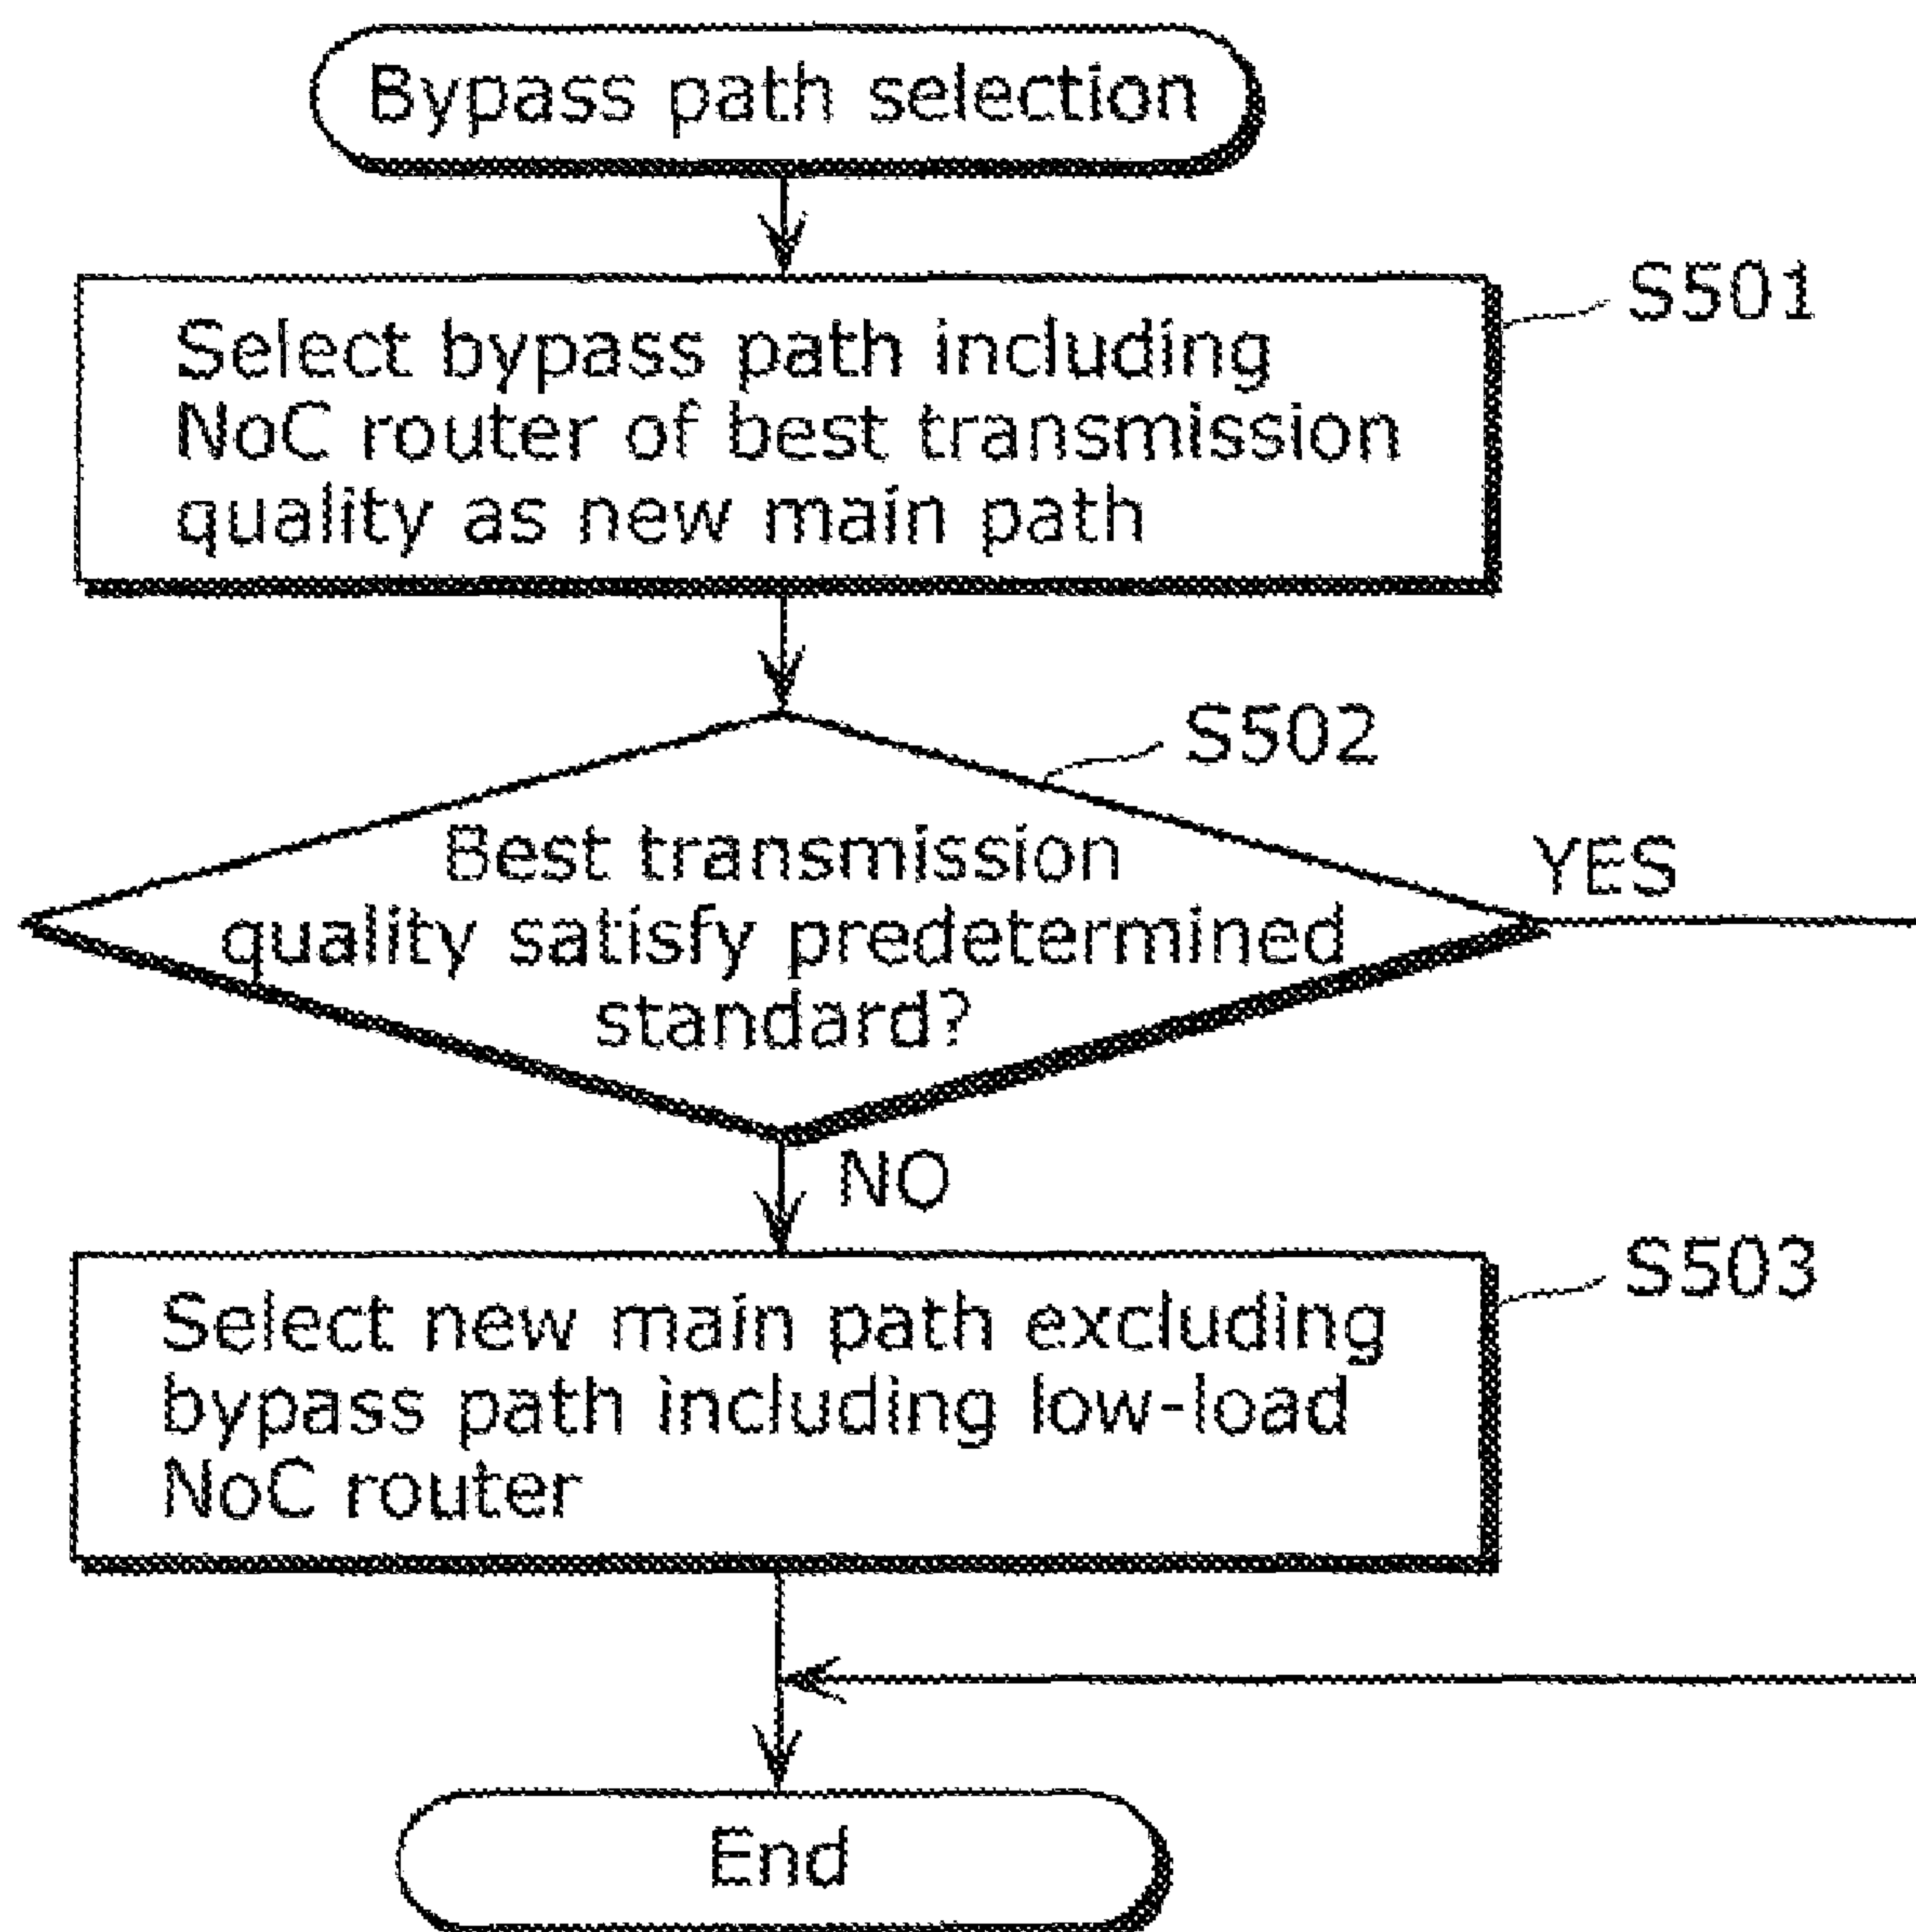 Bypass path selection
S501
Select bypass path including
NoC router of best transmission
quality as new main path
S502
Best transmission
quality satisfy predetermined
standard?
YES
NO
S503
Select new main path excluding
bypass path including low-load
NoC router
End